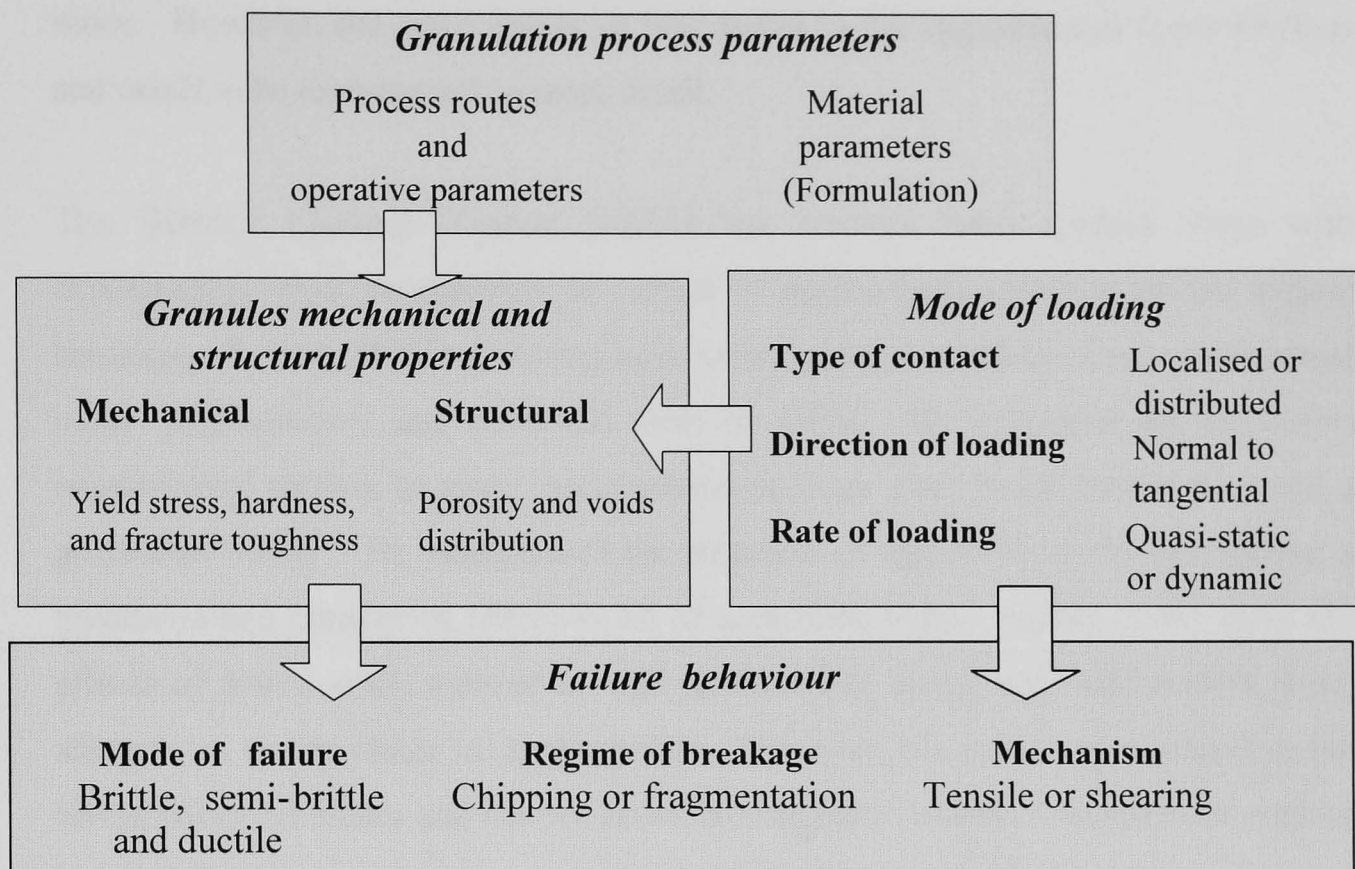 Granulation process parameters
Process routes
and
operative parameters
Material
parameters
(Formulation)
Granules mechanical and
structural properties
Mechanical
Structural
Yield stress, hardness,
and fracture toughness
Porosity and voids
distribution
Mode of loading
Type of contact
Localised or
distributed
Direction of loading
Normal to
tangential
Rate of loading
Quasi-static
or dynamic
Failure behaviour
Mode of failure
Brittle, semi-brittle
and ductile
Regime of breakage
Chipping or fragmentation
Mechanism
Tensile or shearing